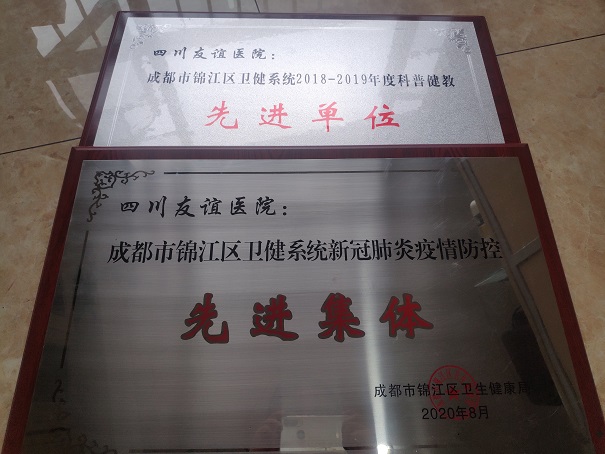 四川友谊医院：
成都市锦江区卫健系统2018-2019年度科普健教
先进单位
四川友谊医院：
成都市锦江区卫健系统新冠肺炎疫情防控
先进集体
成都市锦江区卫生健康局
2020年8月